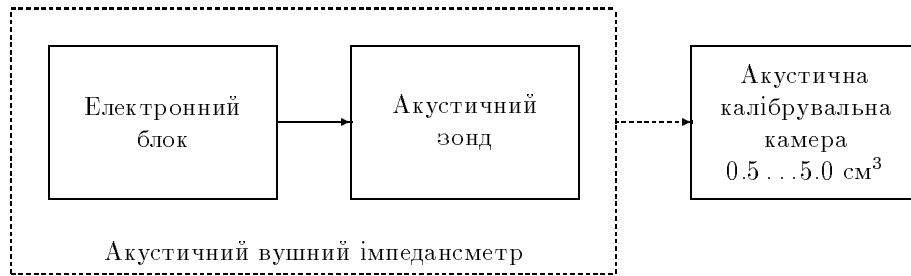 Електронний
блок
Акустичний
зонд
Акустична
калібрувальна
камера
0.5 ... 5.0 см³
Акустичний вушний імпедансметр